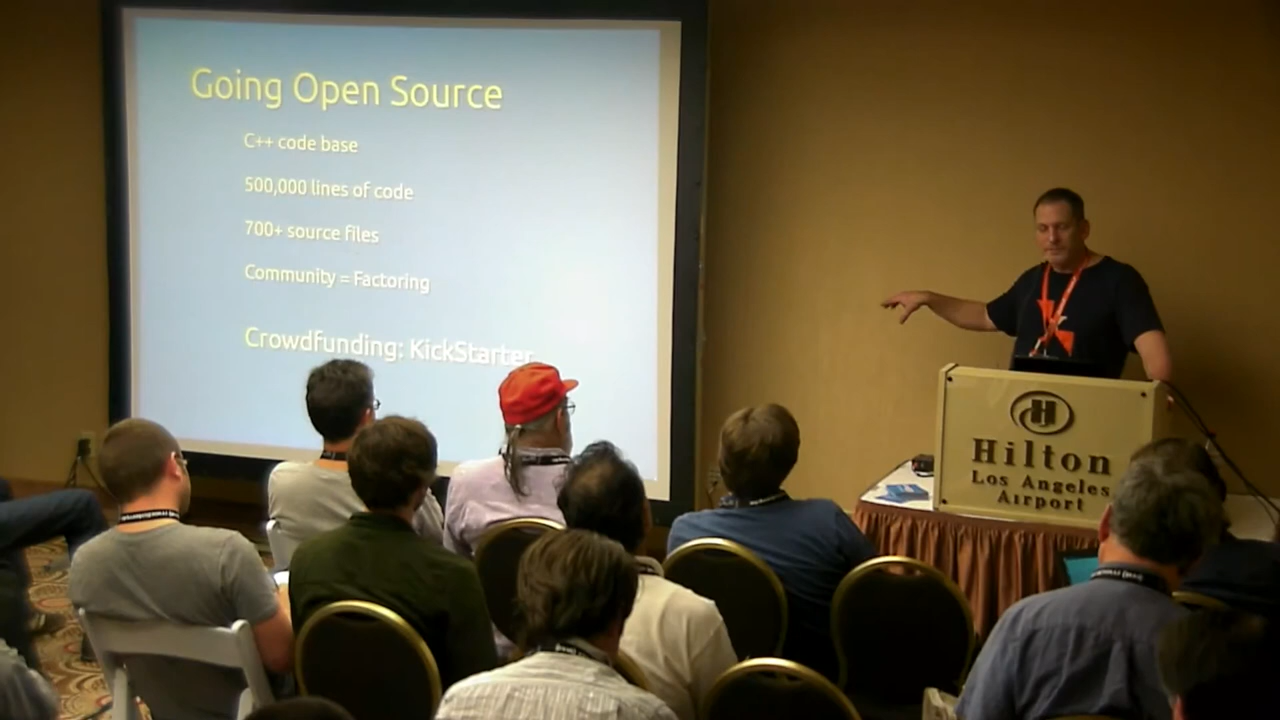 Going Open Source
C++ code base
500,000 lines of code
700+ source files
Community = Factoring
Crowdfunding: KickStarter
H
Hilton
Los Angeles
Airport